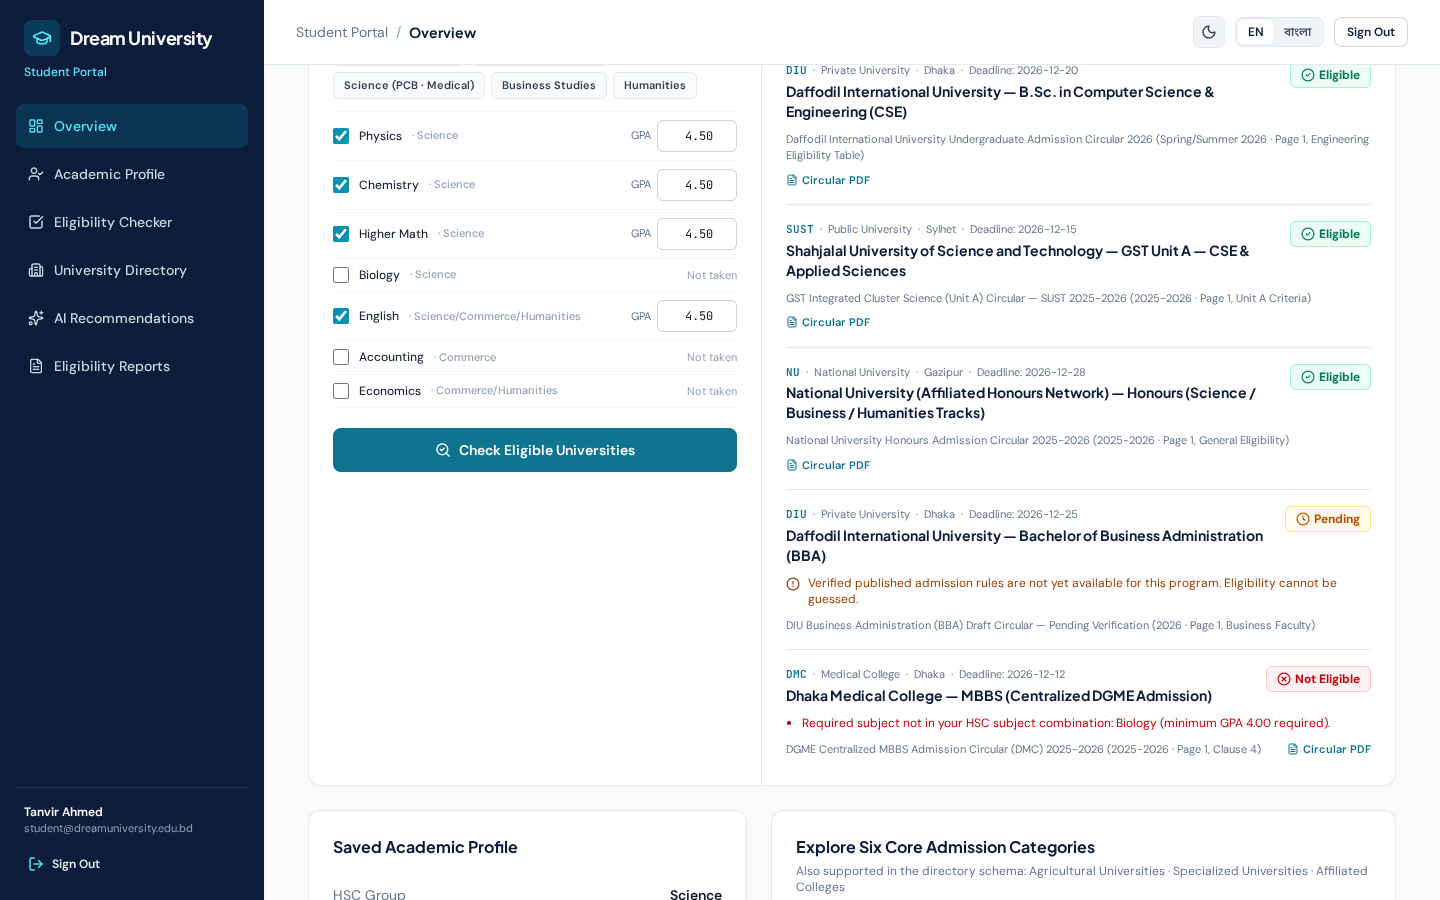 Dream University
Student Portal
Overview
Academic Profile
Eligibility Checker
University Directory
AI Recommendations
Eligibility Reports
Tanvir Ahmed
student@dreamuniversity.edu.bd
Sign Out
Student Portal / Overview
EN বাংলা Sign Out
Science (PCB · Medical) Business Studies Humanities
Physics · Science GPA 4.50
Chemistry · Science GPA 4.50
Higher Math · Science GPA 4.50
Biology · Science Not taken
English · Science/Commerce/Humanities GPA 4.50
Accounting · Commerce Not taken
Economics · Commerce/Humanities Not taken
Check Eligible Universities
DIU · Private University · Dhaka · Deadline: 2026-12-20
Eligible
Daffodil International University — B.Sc. in Computer Science &
Engineering (CSE)
Daffodil International University Undergraduate Admission Circular 2026 (Spring/Summer 2026 · Page 1, Engineering
Eligibility Table)
Circular PDF
SUST · Public University · Sylhet · Deadline: 2026-12-15
Eligible
Shahjalal University of Science and Technology — GST Unit A — CSE &
Applied Sciences
GST Integrated Cluster Science (Unit A) Circular — SUST 2025-2026 (2025-2026 · Page 1, Unit A Criteria)
Circular PDF
NU · National University · Gazipur · Deadline: 2026-12-28
Eligible
National University (Affiliated Honours Network) — Honours (Science /
Business / Humanities Tracks)
National University Honours Admission Circular 2025-2026 (2025-2026 · Page 1, General Eligibility)
Circular PDF
DIU · Private University · Dhaka · Deadline: 2026-12-25
Pending
Daffodil International University — Bachelor of Business Administration
(BBA)
Verified published admission rules are not yet available for this program. Eligibility cannot be
guessed.
DIU Business Administration (BBA) Draft Circular — Pending Verification (2026 · Page 1, Business Faculty)
DMC · Medical College · Dhaka · Deadline: 2026-12-12
Not Eligible
Dhaka Medical College — MBBS (Centralized DGME Admission)
• Required subject not in your HSC subject combination: Biology (minimum GPA 4.00 required).
DGME Centralized MBBS Admission Circular (DMC) 2025-2026 (2025-2026 · Page 1, Clause 4) Circular PDF
Saved Academic Profile
HSC Group Science
Explore Six Core Admission Categories
Also supported in the directory schema: Agricultural Universities · Specialized Universities · Affiliated
Colleges